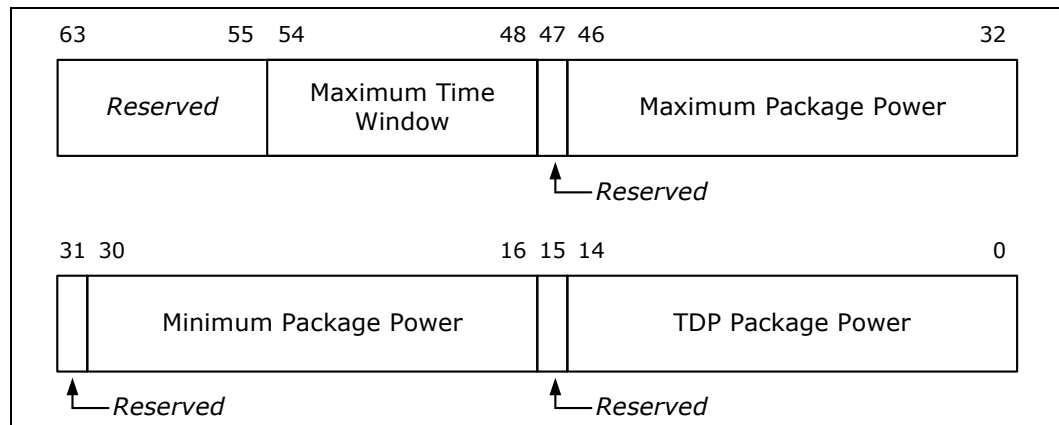 63 55 54 48 47 46 32
Reserved
Maximum Time
Window
Maximum Package Power
Reserved
31 30 16 15 14 0
Minimum Package Power
TDP Package Power
Reserved
Reserved